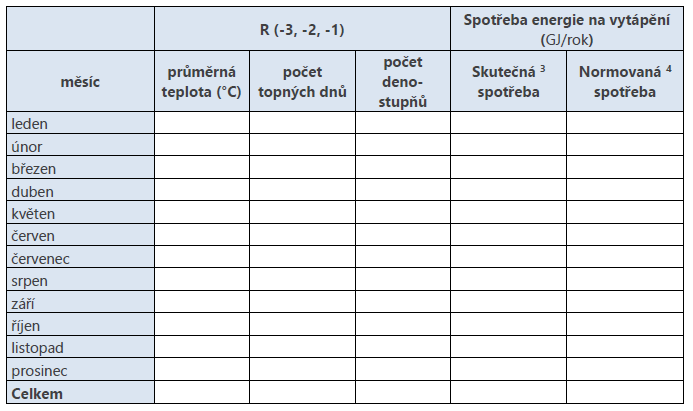 R (-3, -2, -1)
Spotřeba energie na vytápění
(GJ/rok)
měsíc
průměrná
teplota (°C)
počet
topných dnů
počet
deno-
stupňů
Skutečná ³
spotřeba
Normovaná ⁴
spotřeba
leden
únor
březen
duben
květen
červen
červenec
srpen
září
říjen
listopad
prosinec
Celkem